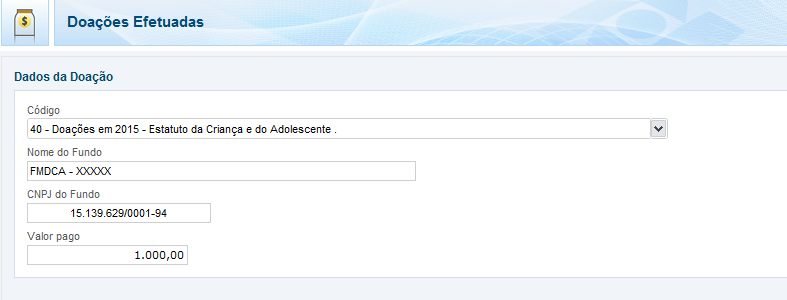 Doações Efetuadas
Dados da Doação
Código
40 - Doações em 2015 - Estatuto da Criança e do Adolescente .
Nome do Fundo
FMDCA - XXXXX
CNPJ do Fundo
15.139.629/0001-94
Valor pago
1.000,00